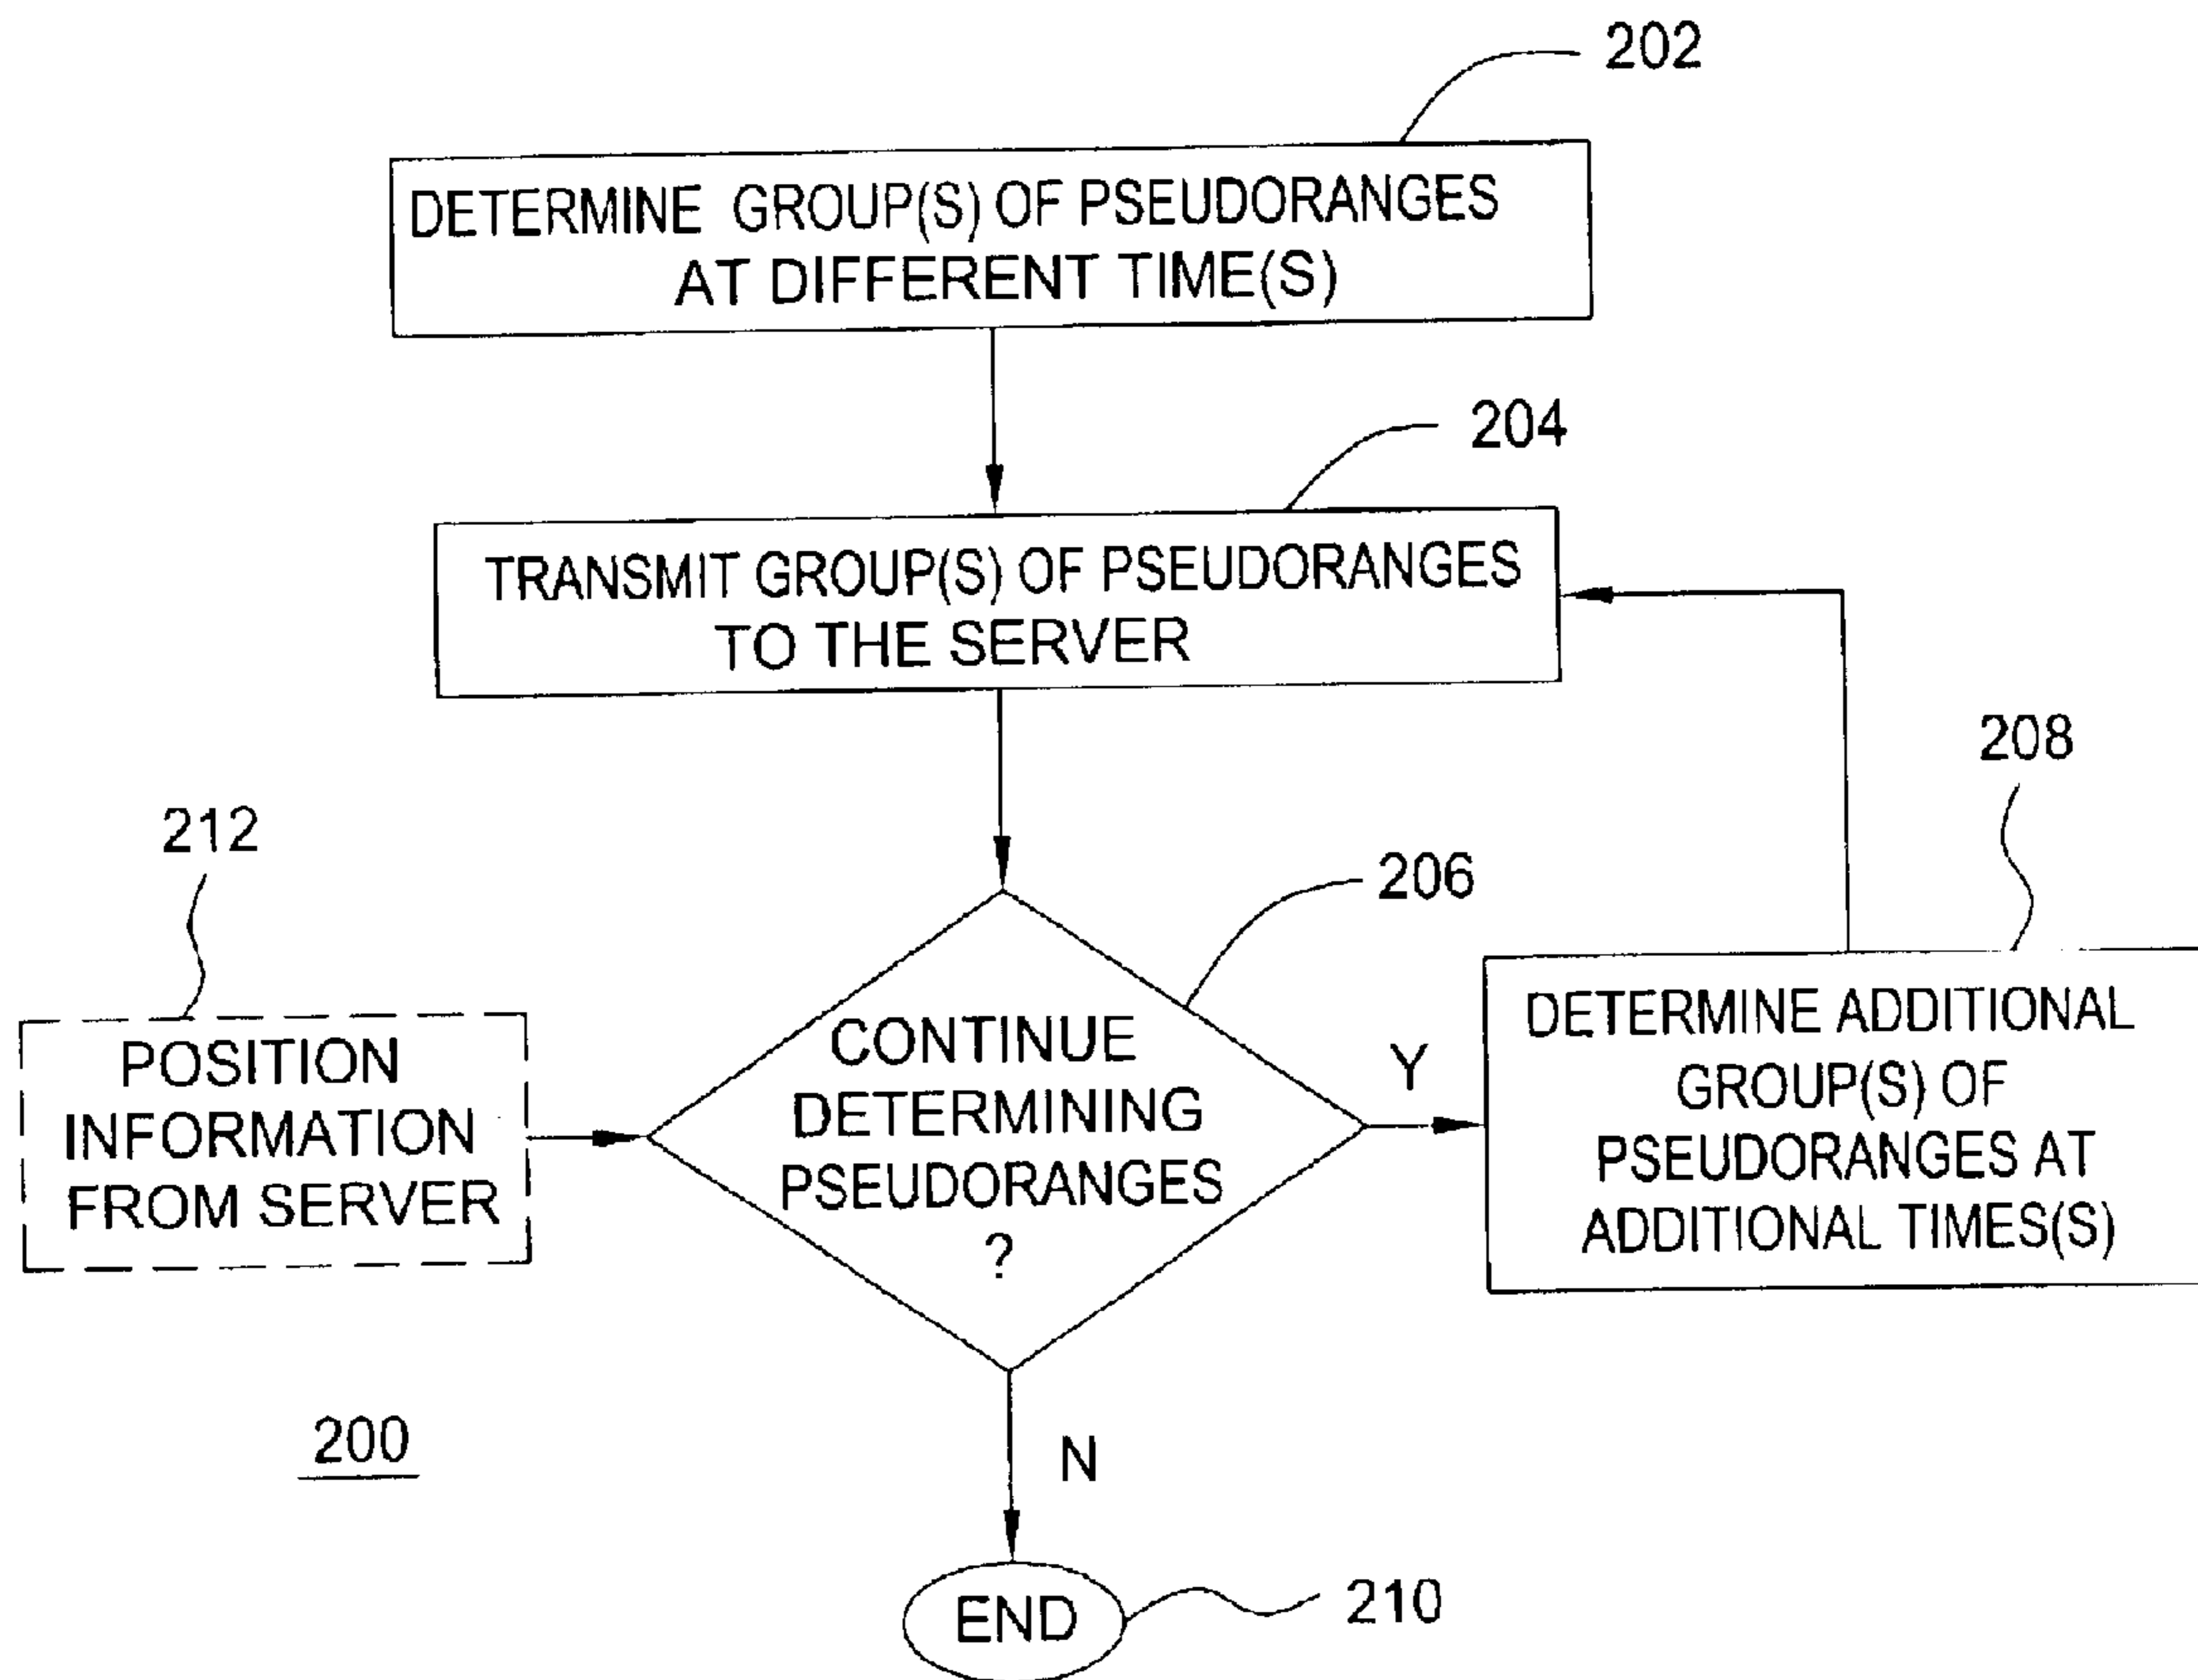 202
DETERMINE GROUP(S) OF PSEUDORANGES
AT DIFFERENT TIME(S)
204
TRANSMIT GROUP(S) OF PSEUDORANGES
TO THE SERVER
208
212
206
POSITION
INFORMATION
FROM SERVER
CONTINUE
DETERMINING
PSEUDORANGES
?
Y
DETERMINE ADDITIONAL
GROUP(S) OF
PSEUDORANGES AT
ADDITIONAL TIMES(S)
200
N
END
210